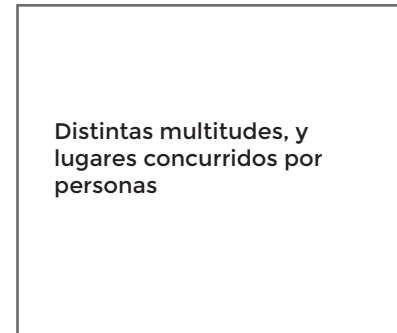 Distintas multitudes, y
lugares concurridos por
personas